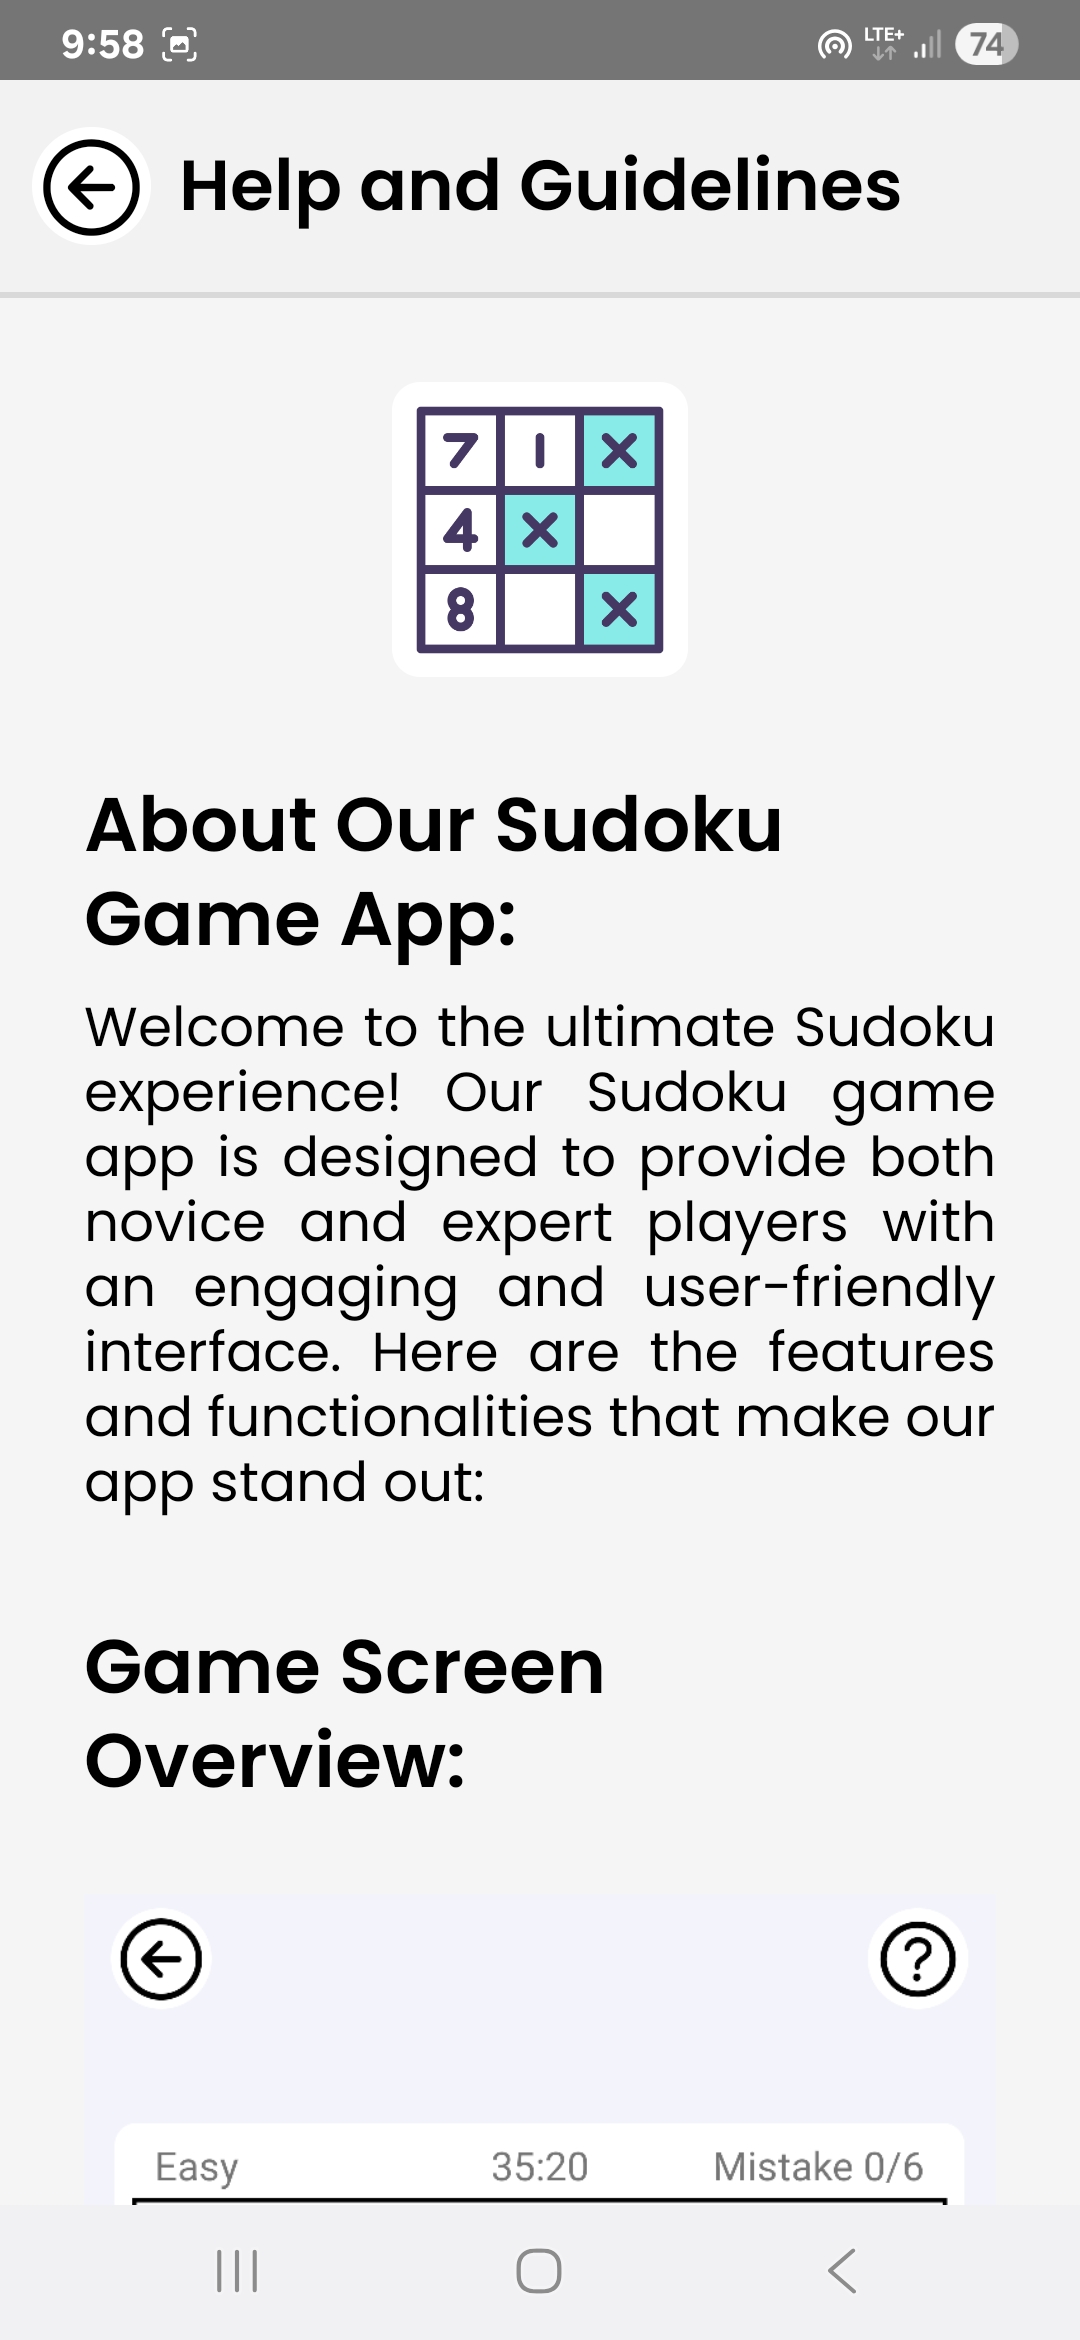 9:58 LTE+ 74
Help and Guidelines
7 1 X
4 X
8 X
About Our Sudoku
Game App:
Welcome to the ultimate Sudoku
experience! Our Sudoku game
app is designed to provide both
novice and expert players with
an engaging and user-friendly
interface. Here are the features
and functionalities that make our
app stand out:
Game Screen
Overview:
?
Easy 35:20 Mistake 0/6